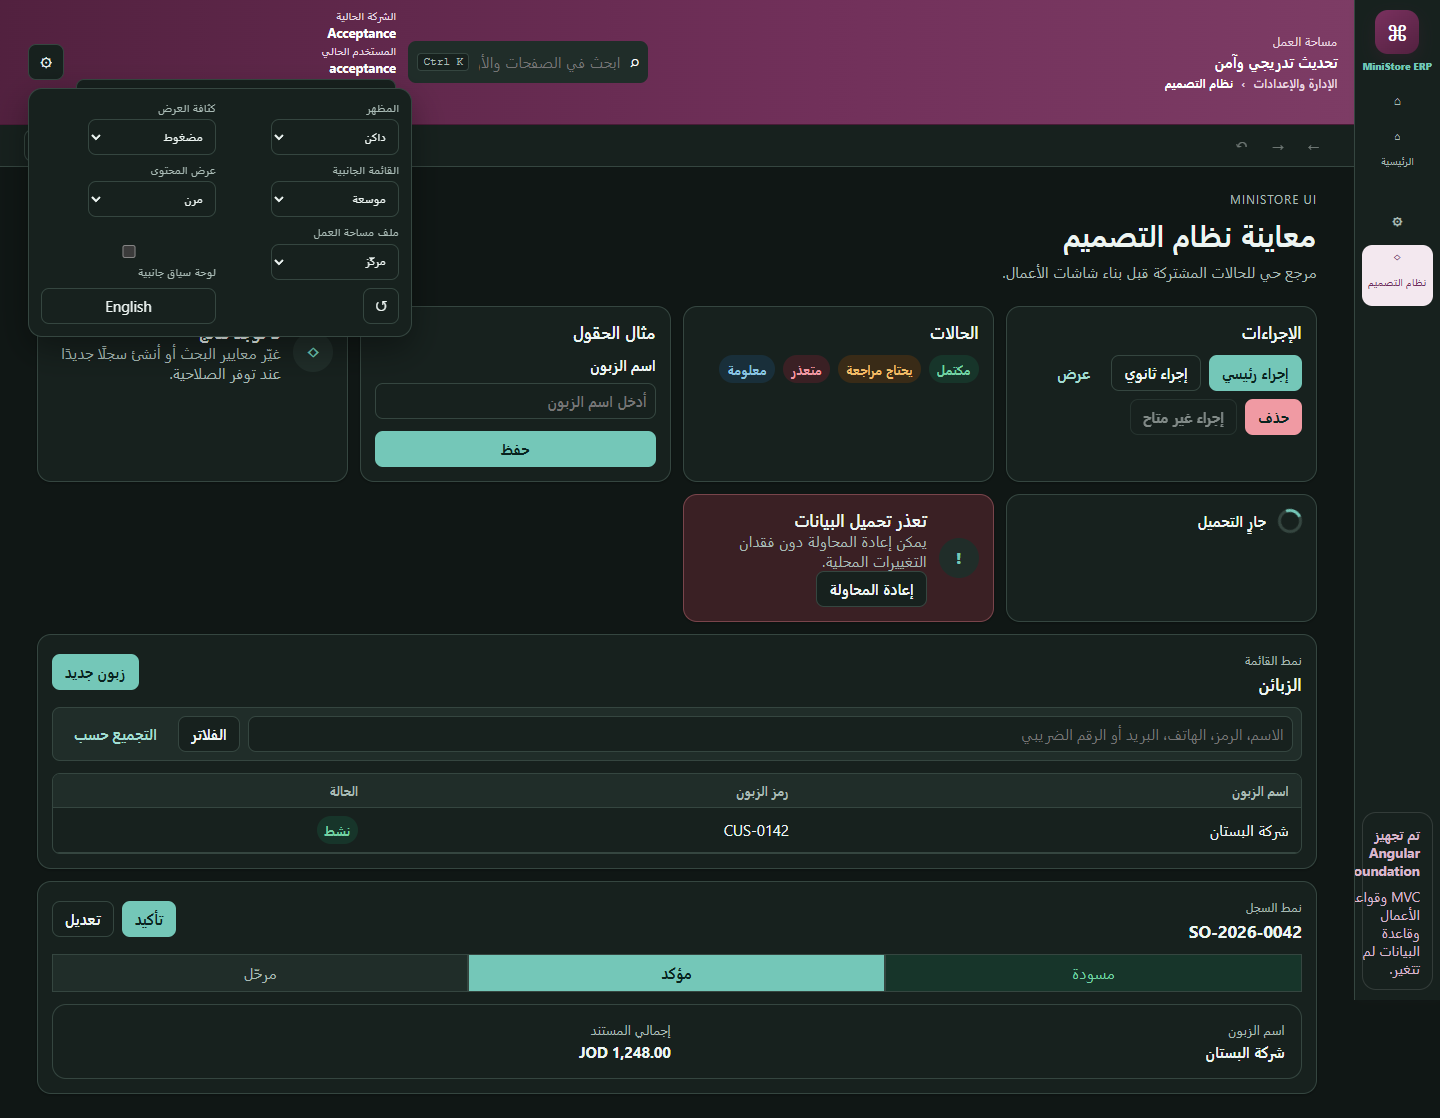 MiniStore ERP
الرئيسية
نظام التصميم
تم تجهيز
Angular
oundation
MVC وقواعد
الأعمال
وقاعدة
البيانات لم
تتغير.
مساحة العمل
تحديث تدريجي وآمن
الإدارة والإعدادات › نظام التصميم
ابحث في الصفحات والأ
Ctrl K
الشركة الحالية
Acceptance
المستخدم الحالي
acceptance
المظهر
داكن
كثافة العرض
مضغوط
القائمة الجانبية
موسعة
عرض المحتوى
مرن
ملف مساحة العمل
مركّز
لوحة سياق جانبية
English
MINISTORE UI
معاينة نظام التصميم
مرجع حي للحالات المشتركة قبل بناء شاشات الأعمال.
الإجراءات
إجراء رئيسي
إجراء ثانوي
عرض
حذف
إجراء غير متاح
الحالات
مكتمل
يحتاج مراجعة
متعذر
معلومة
مثال الحقول
اسم الزبون
أدخل اسم الزبون
حفظ
غيّر معايير البحث أو أنشئ سجلًا جديدًا
عند توفر الصلاحية.
جارٍ التحميل
تعذر تحميل البيانات
يمكن إعادة المحاولة دون فقدان
التغييرات المحلية.
إعادة المحاولة
نمط القائمة
الزبائن
زبون جديد
الاسم، الرمز، الهاتف، البريد أو الرقم الضريبي
الفلاتر
التجميع حسب
اسم الزبون
رمز الزبون
الحالة
شركة البستان
CUS-0142
نشط
نمط السجل
SO-2026-0042
تأكيد
تعديل
مسودة
مؤكد
مرحّل
اسم الزبون
شركة البستان
إجمالي المستند
JOD 1,248.00